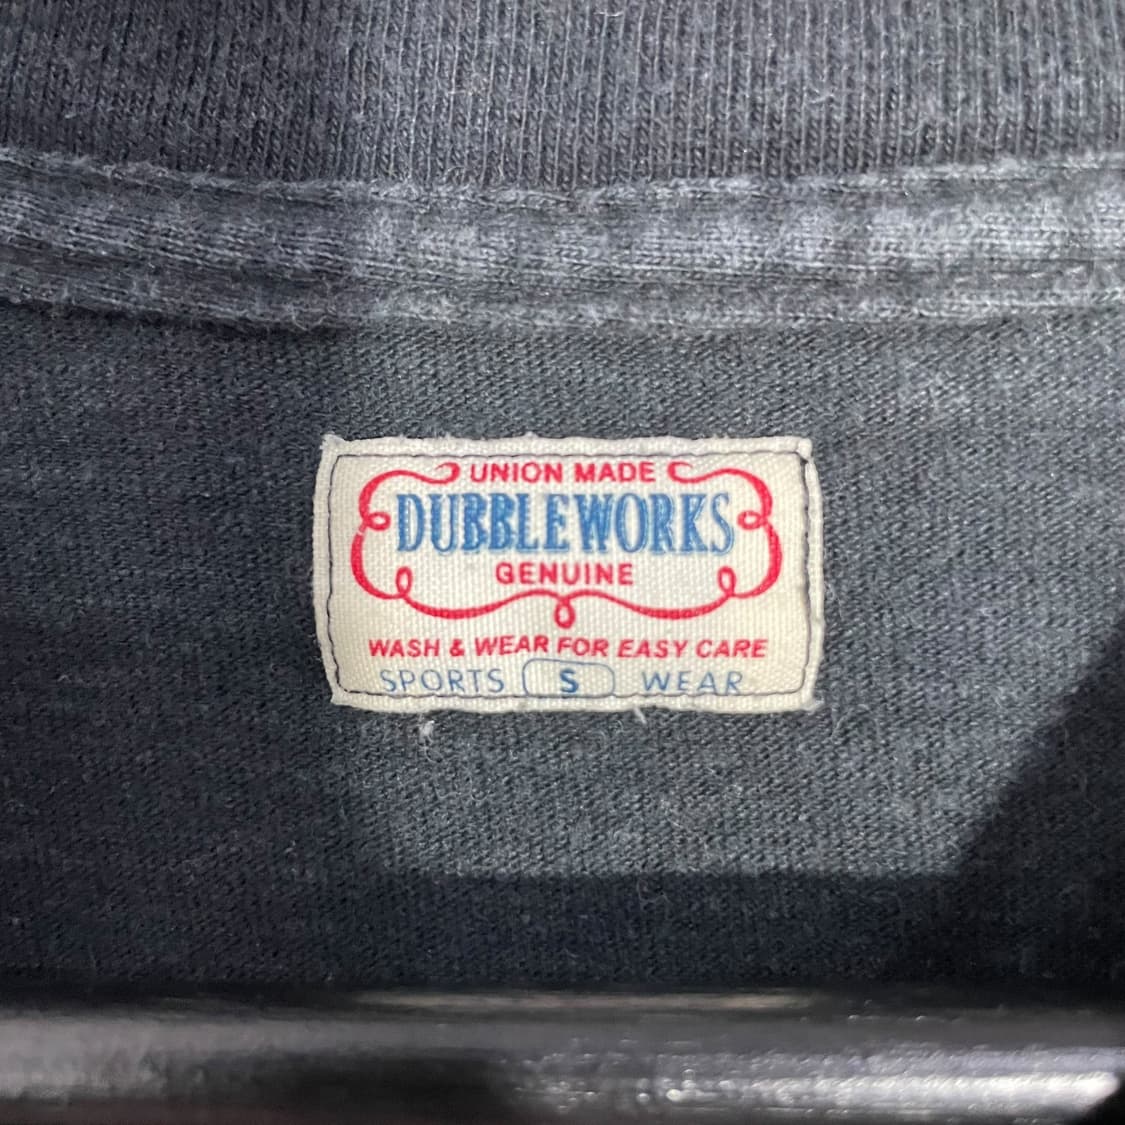 UNION MADE
DUBBLEWORKS
GENUINE
WASH & WEAR FOR EASY CARE
SPORTS S WEAR